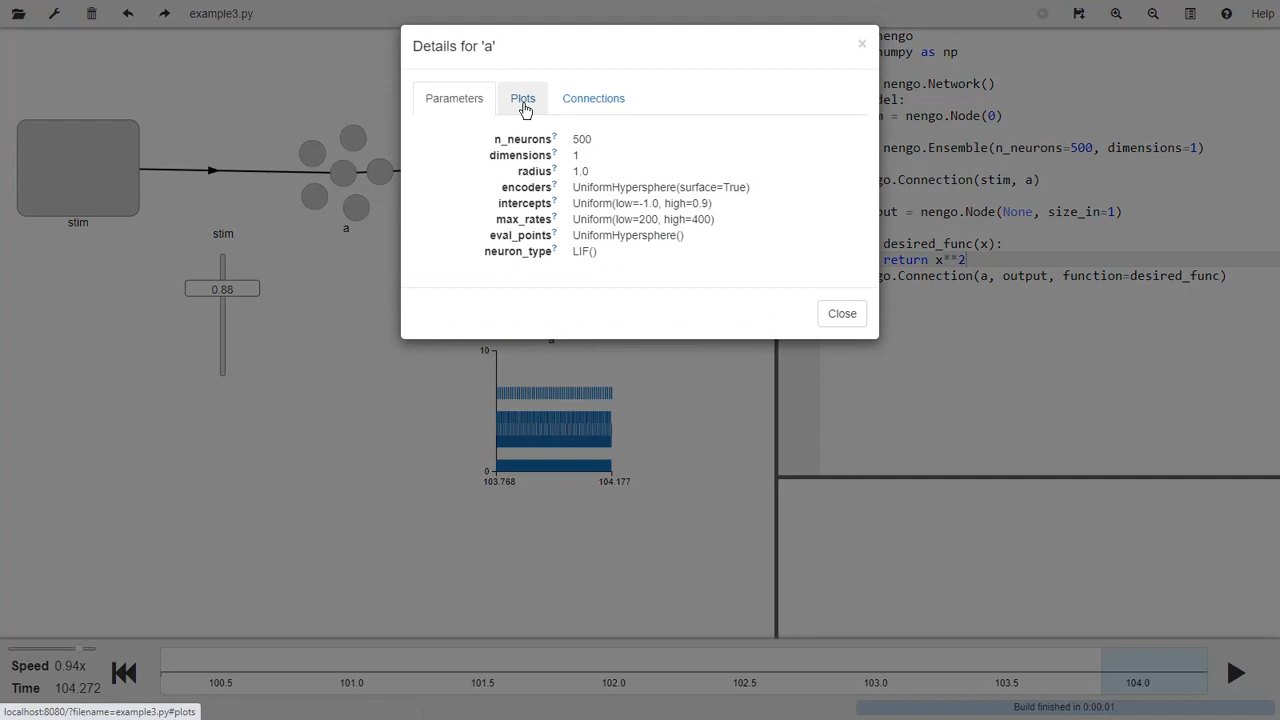 example3.py
Help
Details for 'a'
×
Parameters
Plots
Connections
n_neurons? 500
dimensions? 1
radius? 1.0
encoders? UniformHypersphere(surface=True)
intercepts? Uniform(low=-1.0, high=0.9)
max_rates? Uniform(low=200, high=400)
eval_points? UniformHypersphere()
neuron_type? LIF()
Close
nengo
numpy as np
nengo.Network()
del:
m = nengo.Node(0)
nengo.Ensemble(n_neurons=500, dimensions=1)
go.Connection(stim, a)
put = nengo.Node(None, size_in=1)
desired_func(x):
return x**2
go.Connection(a, output, function=desired_func)
stim
a
stim
0.88
a
10
0
103.768
104.177
Speed 0.94x
Time 104.272
100.5
101.0
101.5
102.0
102.5
103.0
103.5
104.0
localhost:8080/?filename=example3.py#plots
Build finished in 0:00:01